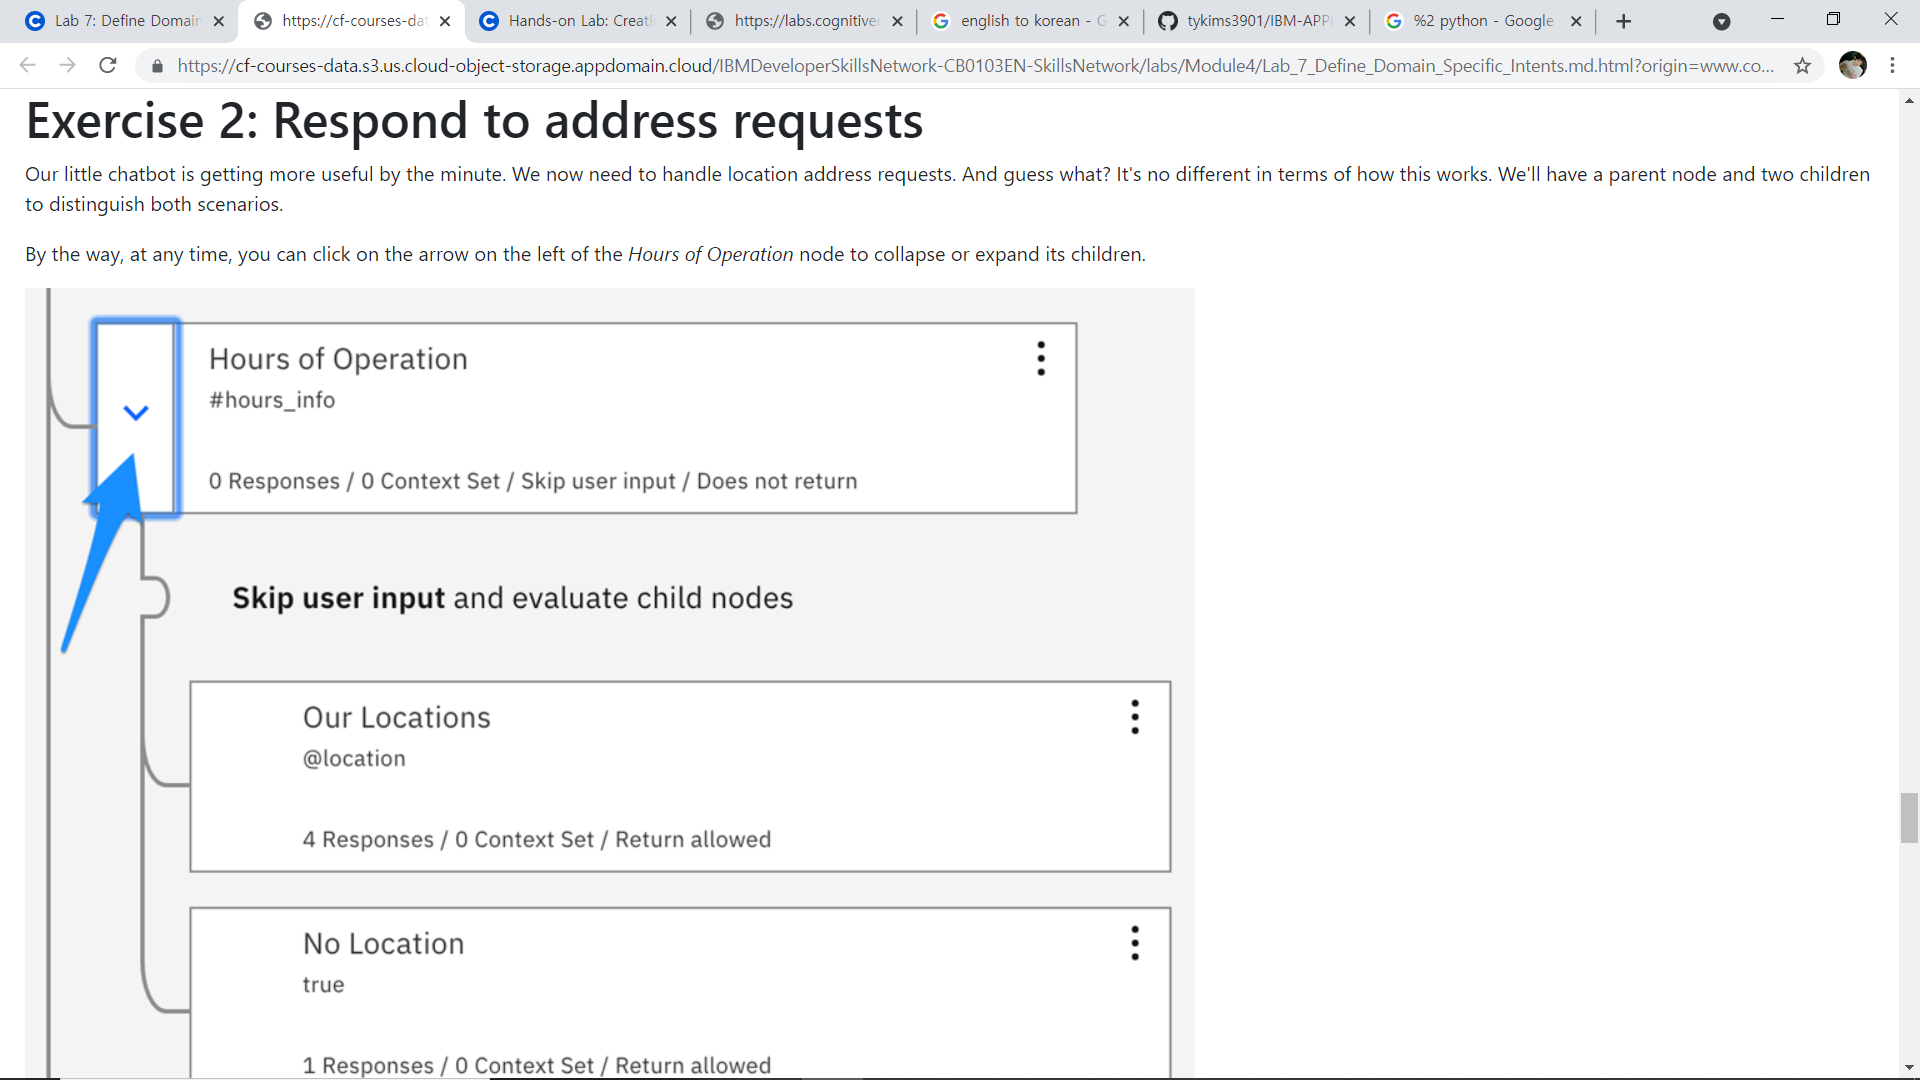 Lab 7: Define Domain
https://cf-courses-dat
Hands-on Lab: Creati
https://labs.cognitivec
english to korean - G
tykims3901/IBM-APPL
%2 python - Google
https://cf-courses-data.s3.us.cloud-object-storage.appdomain.cloud/IBMDeveloperSkillsNetwork-CB0103EN-SkillsNetwork/labs/Module4/Lab_7_Define_Domain_Specific_Intents.md.html?origin=www.co...
Exercise 2: Respond to address requests
Our little chatbot is getting more useful by the minute. We now need to handle location address requests. And guess what? It's no different in terms of how this works. We'll have a parent node and two children
to distinguish both scenarios.
By the way, at any time, you can click on the arrow on the left of the Hours of Operation node to collapse or expand its children.
Hours of Operation
#hours_info
0 Responses / 0 Context Set / Skip user input / Does not return
Skip user input and evaluate child nodes
Our Locations
@location
4 Responses / 0 Context Set / Return allowed
No Location
true
1 Responses / 0 Context Set / Return allowed